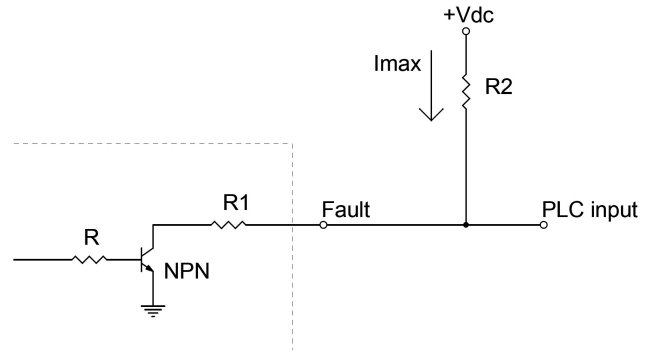 +Vdc
Imax
R2
R1
Fault
PLC input
R
NPN